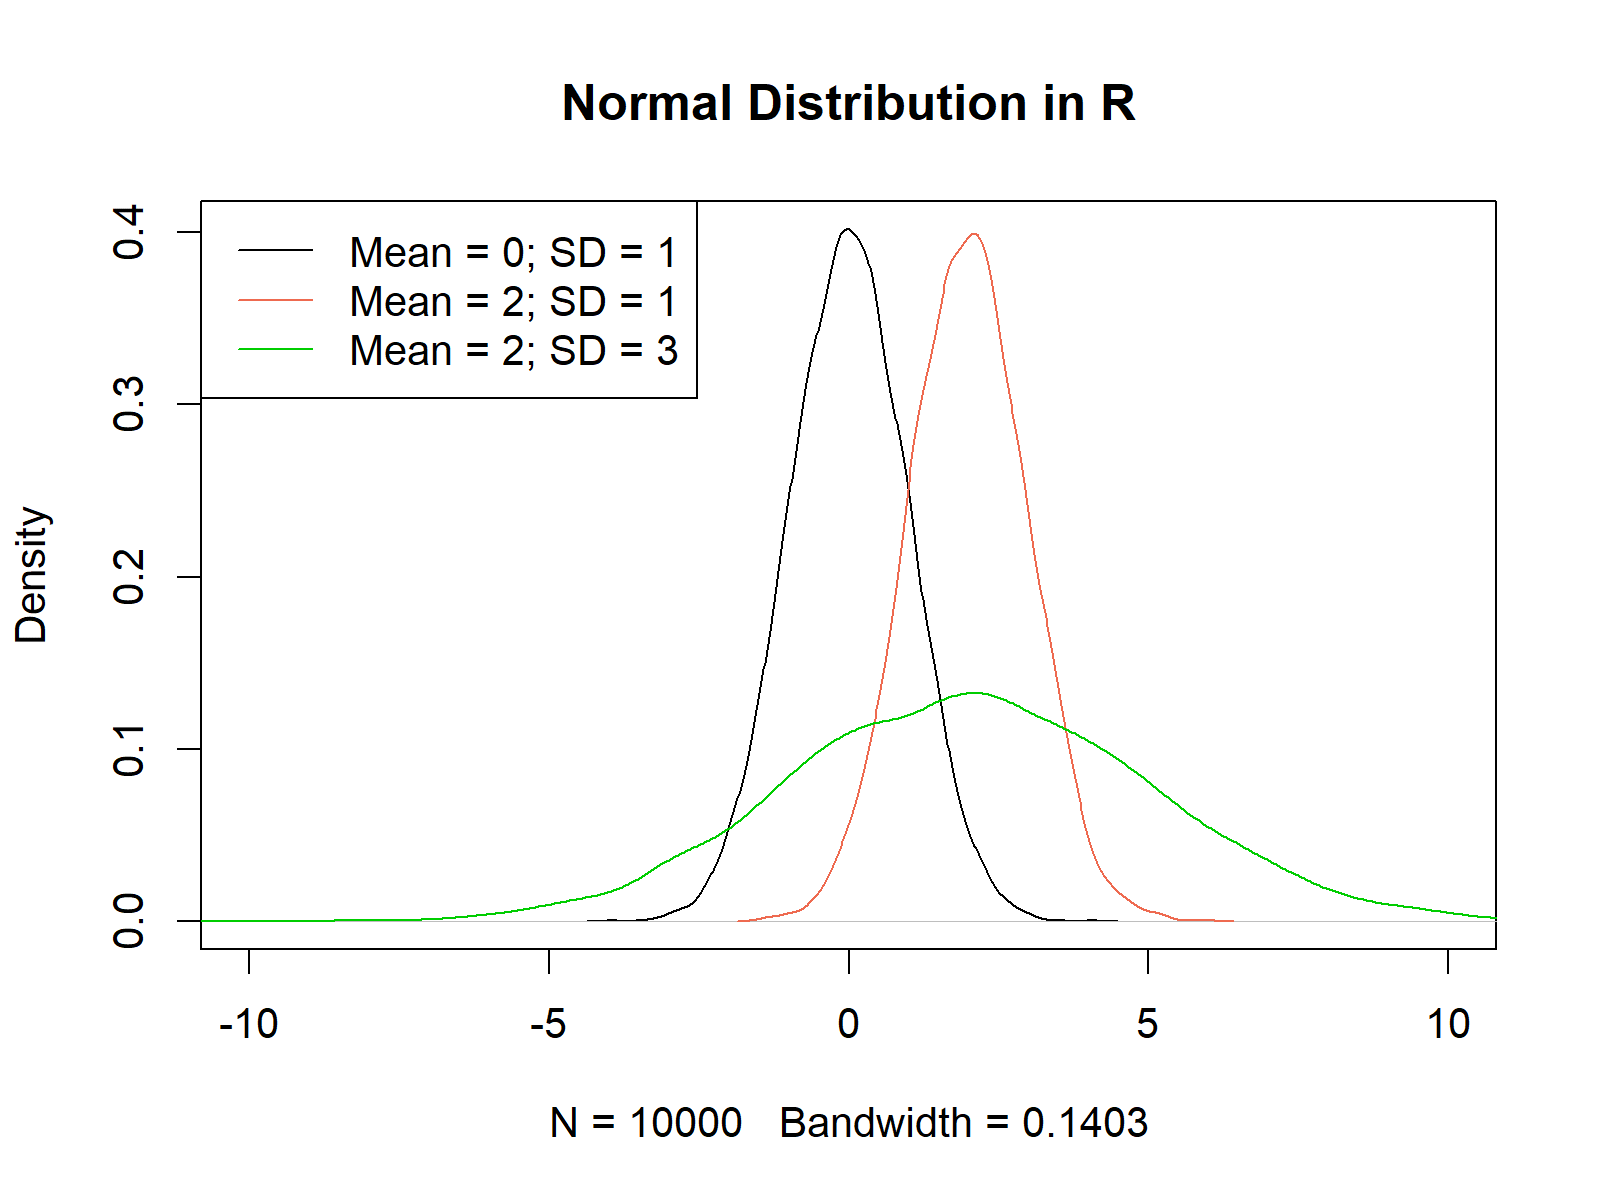 Normal Distribution in R
Mean = 0; SD = 1
Mean = 2; SD = 1
Mean = 2; SD = 3
Density
0.4
0.3
0.2
0.1
0.0
-10 -5 0 5 10
N = 10000 Bandwidth = 0.1403